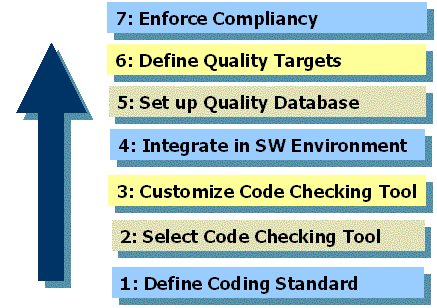 7: Enforce Compliancy
6: Define Quality Targets
5: Set up Quality Database
4: Integrate in SW Environment
3: Customize Code Checking Tool
2: Select Code Checking Tool
1: Define Coding Standard